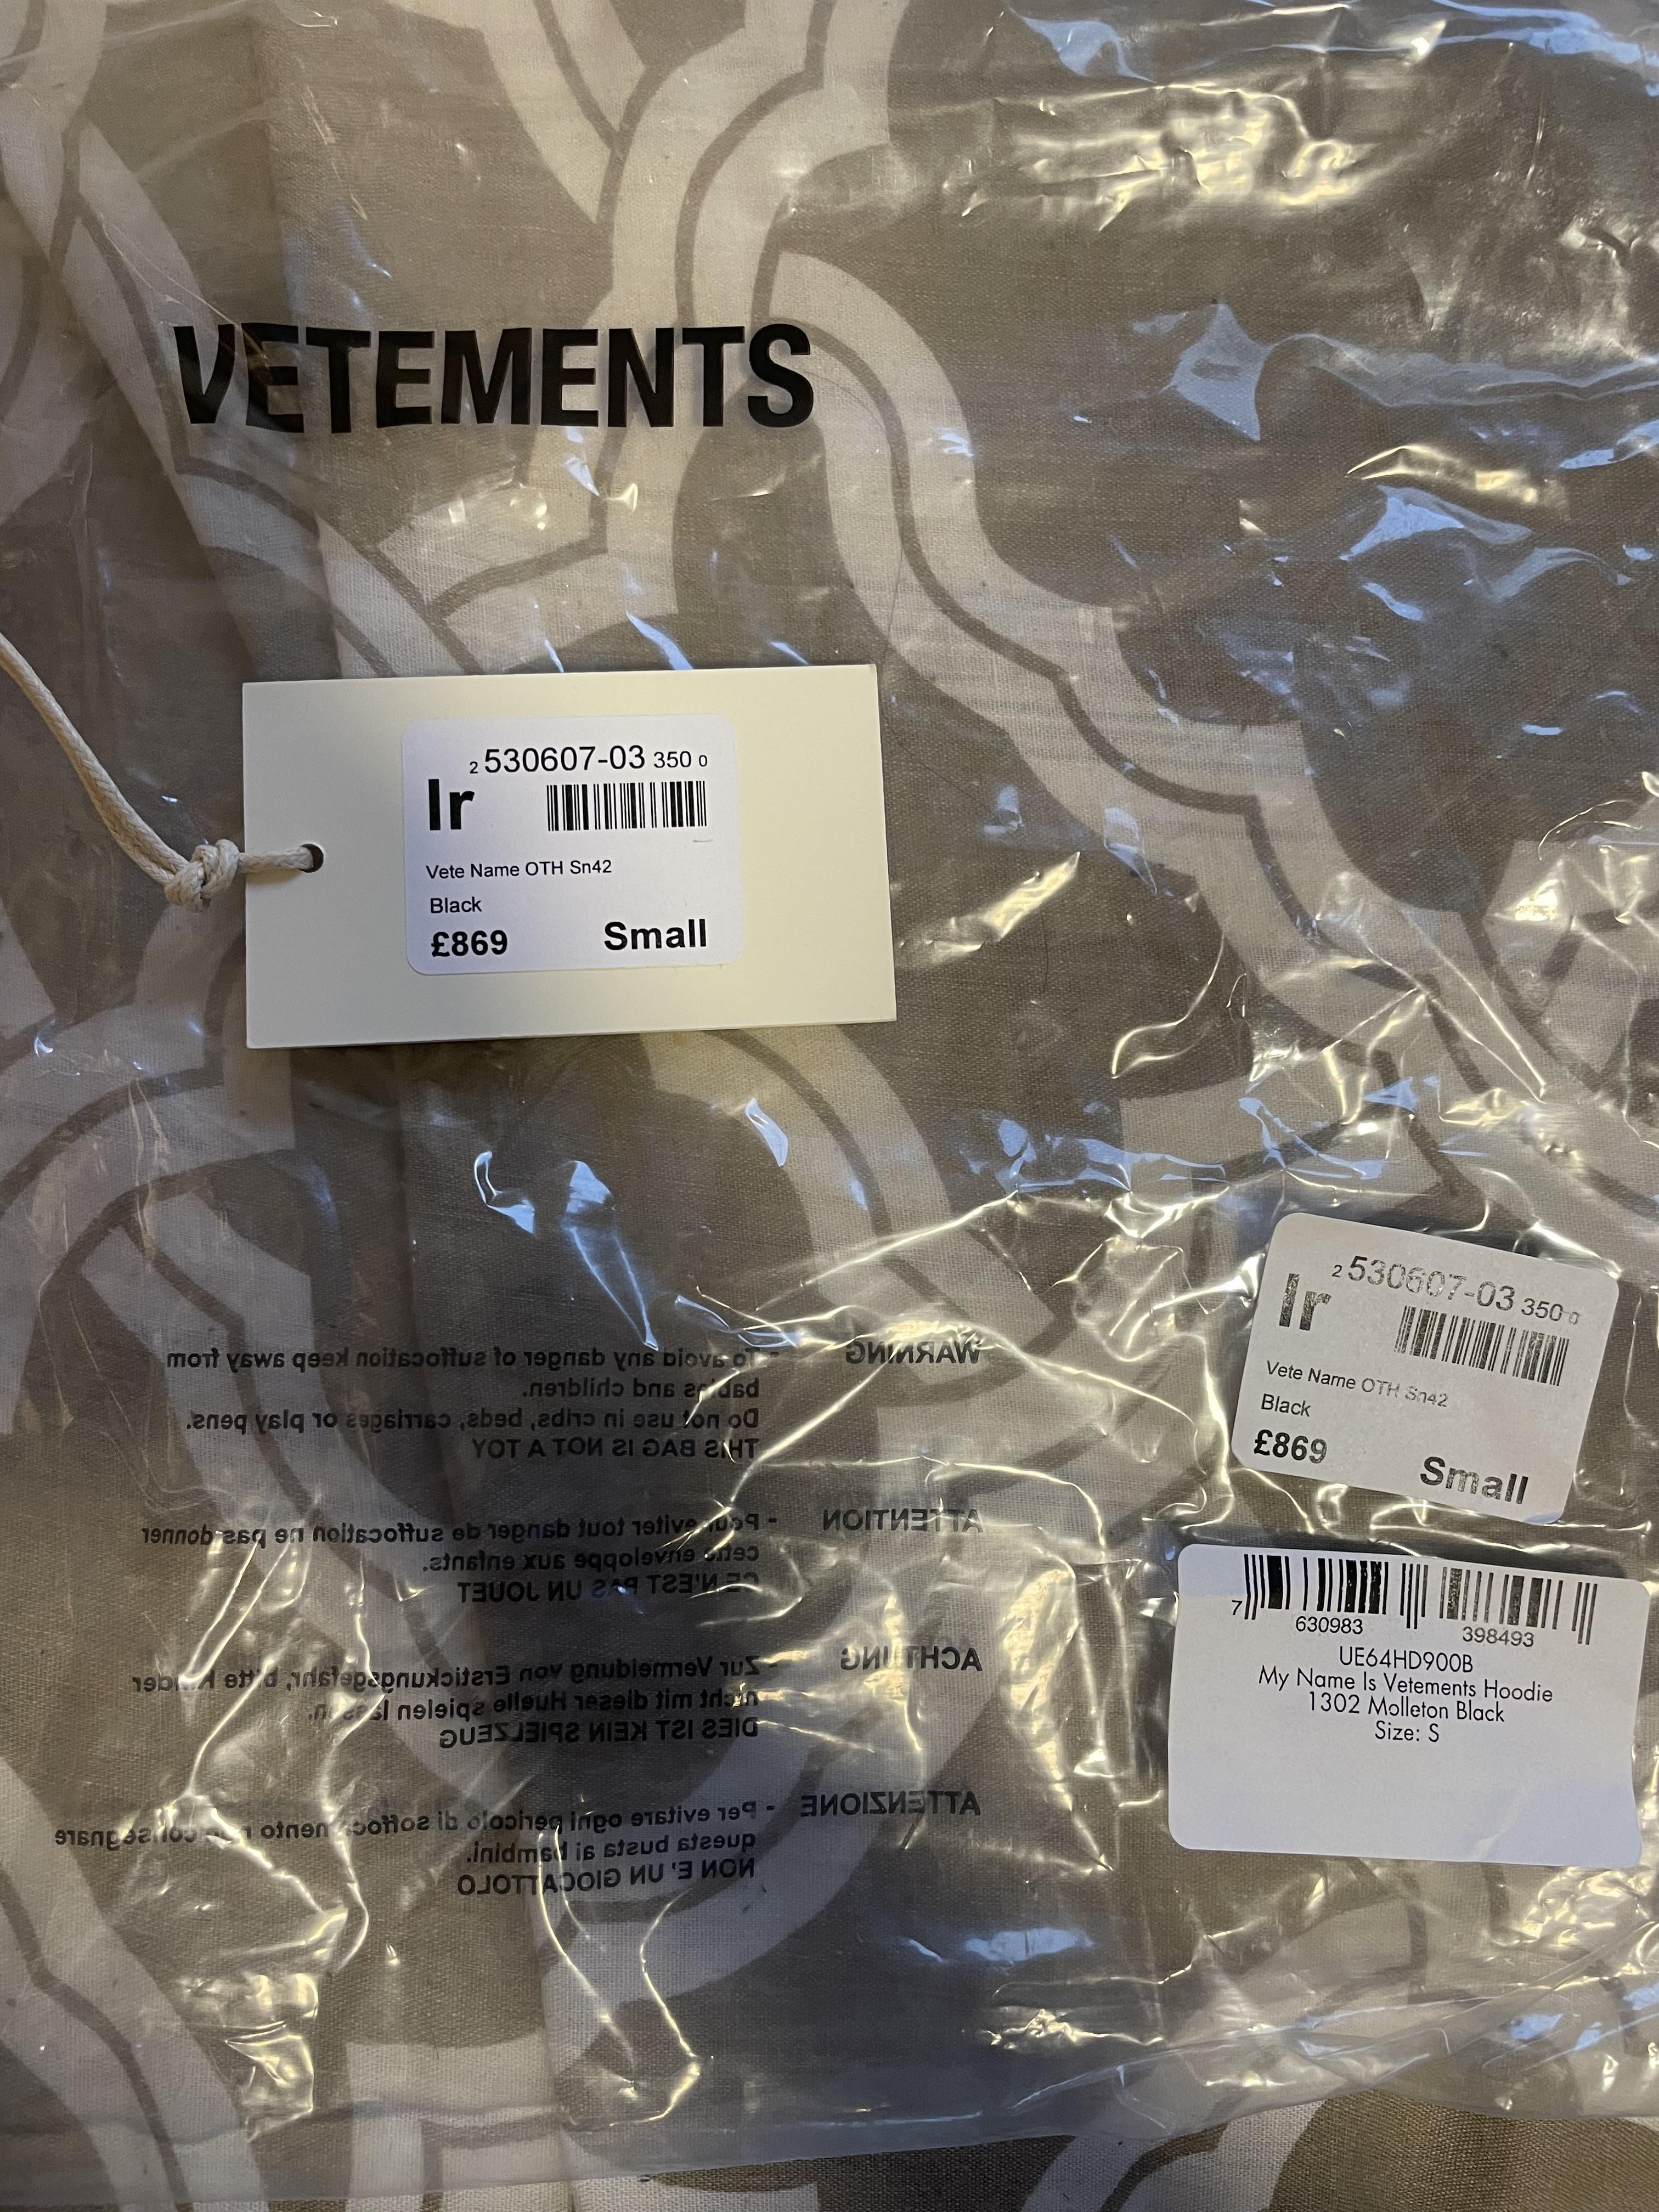 VETEMENTS
2 530607-03 350 0
lr
Vete Name OTH Sn42
Black
£869 Small
2 530607-03 350 0
lr
Vete Name OTH Sn42
Black
£869 Small
7 630983 398493
UE64HD900B
My Name Is Vetements Hoodie
1302 Molleton Black
Size: S
WARNING - To avoid any danger of suffocation keep away from
babies and children.
Do not use in cribs, beds, carriages or play pens.
THIS BAG IS NOT A TOY
ATTENTION - Pour eviter tout danger de suffocation ne pas donner
cette enveloppe aux enfants.
CE N'EST PAS UN JOUET
ACHTUNG - Zur Vermeidung von Erstickungsgefahr, bitte Kinder
nicht mit dieser Huelle spielen lassen.
DIES IST KEIN SPIELZEUG
ATTENZIONE - Per evitare ogni pericolo di soffocamento non consegnare
questa busta ai bambini.
NON E' UN GIOCATTOLO